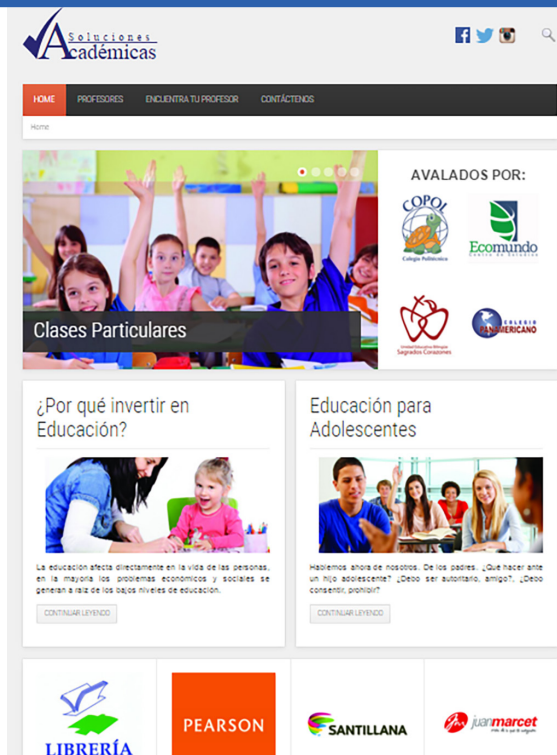 Soluciones
Académicas
HOME PROFESORES ENCUENTRA TU PROFESOR CONTÁCTENOS
Home
AVALADOS POR:
COPOL
Colegio Politécnico
Ecomundo
Centro de Estudios
Clases Particulares
Unidad Educativa Bilingüe
Sagrados Corazones
COLEGIO
PANAMERICANO
¿Por qué invertir en
Educación?
La educación afecta directamente en la vida de las personas,
en la mayoría los problemas económicos y sociales se
generan a raíz de los bajos niveles de educación.
CONTINUAR LEYENDO
Educación para
Adolescentes
Hablemos ahora de nosotros. De los padres. ¿Qué hacer ante
un hijo adolescente? ¿Debo ser autoritario, amigo?, ¿Debo
consentir, prohibir?
CONTINUAR LEYENDO
LIBRERÍA
PEARSON
SANTILLANA
juanmarcet